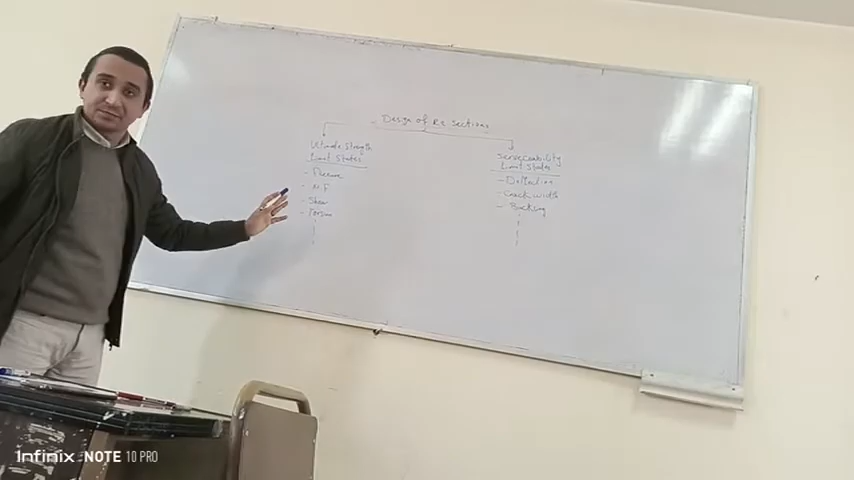 Design of Rc Sections
Ultimate Strength
Limit States
- Flexure
- N.F
- Shear
- Torsion
Serviceability
Limit States
- Deflection
- Crack width
- Buckling
Infinix NOTE 10 PRO